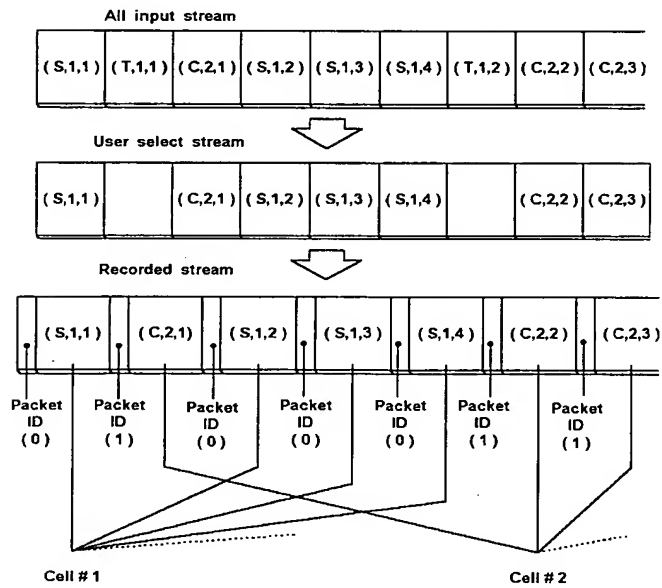 All input stream
( S,1,1 ) ( T,1,1 ) ( C,2,1 ) ( S,1,2 ) ( S,1,3 ) ( S,1,4 ) ( T,1,2 ) ( C,2,2 ) ( C,2,3 )
User select stream
( S,1,1 ) ( C,2,1 ) ( S,1,2 ) ( S,1,3 ) ( S,1,4 ) ( C,2,2 ) ( C,2,3 )
Recorded stream
( S,1,1 ) ( C,2,1 ) ( S,1,2 ) ( S,1,3 ) ( S,1,4 ) ( C,2,2 ) ( C,2,3 )
Packet Packet Packet Packet Packet Packet Packet
ID ID ID ID ID ID ID
( 0 ) ( 1 ) ( 0 ) ( 0 ) ( 0 ) ( 1 ) ( 1 )
Cell # 1 Cell # 2